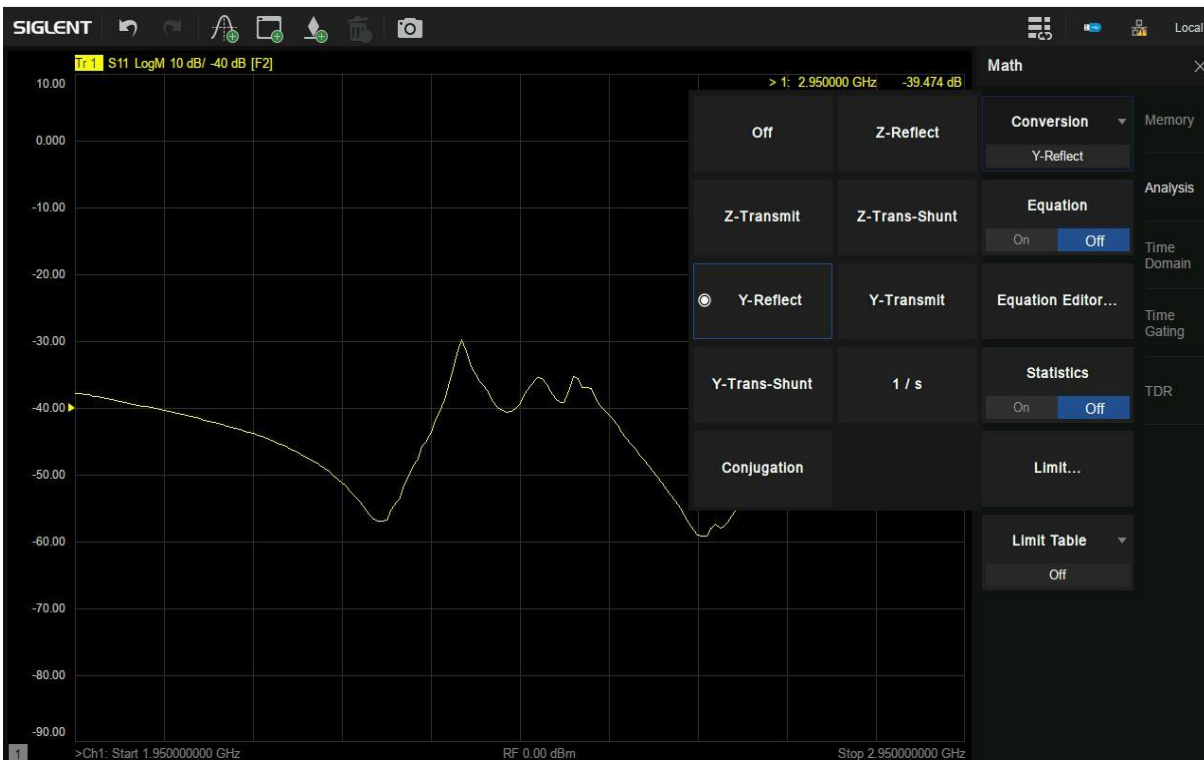 SIGLENT
Local
Tr 1 S11 LogM 10 dB/ -40 dB [F2]
> 1: 2.950000 GHz -39.474 dB
10.00
0.000
-10.00
-20.00
-30.00
-40.00
-50.00
-60.00
-70.00
-80.00
-90.00
Off
Z-Reflect
Z-Transmit
Z-Trans-Shunt
Y-Reflect
Y-Transmit
Y-Trans-Shunt
1 / s
Conjugation
Math
Conversion
Y-Reflect
Equation
On Off
Equation Editor...
Statistics
On Off
Limit...
Limit Table
Off
Memory
Analysis
Time
Domain
Time
Gating
TDR
1 >Ch1: Start 1.950000000 GHz RF 0.00 dBm Stop 2.950000000 GHz